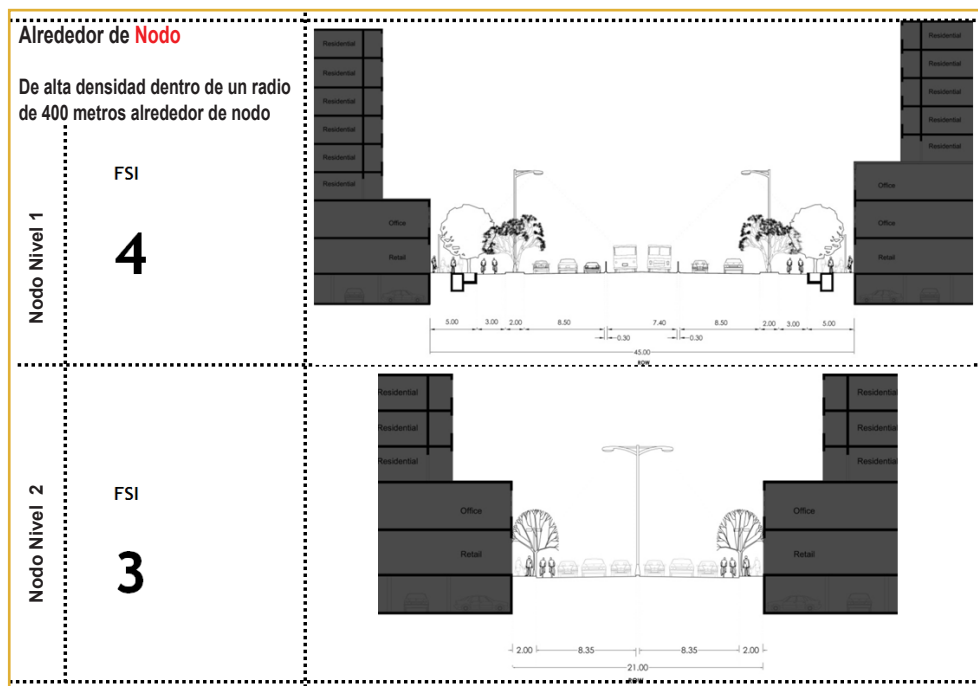 Alrededor de Nodo
De alta densidad dentro de un radio
de 400 metros alrededor de nodo
Nodo Nivel 1
FSI
4
Residential
Residential
Residential
Residential
Residential
Office
Retail
Residential
Residential
Residential
Residential
Residential
Office
Office
Retail
5.00 3.00 2.00 8.50 7.40 8.50 2.00 3.00 5.00
0.30 0.30
45.00
ROW
Nodo Nivel 2
FSI
3
Residential
Residential
Residential
Office
Retail
Residential
Residential
Residential
Office
Retail
2.00 8.35 8.35 2.00
21.00
ROW